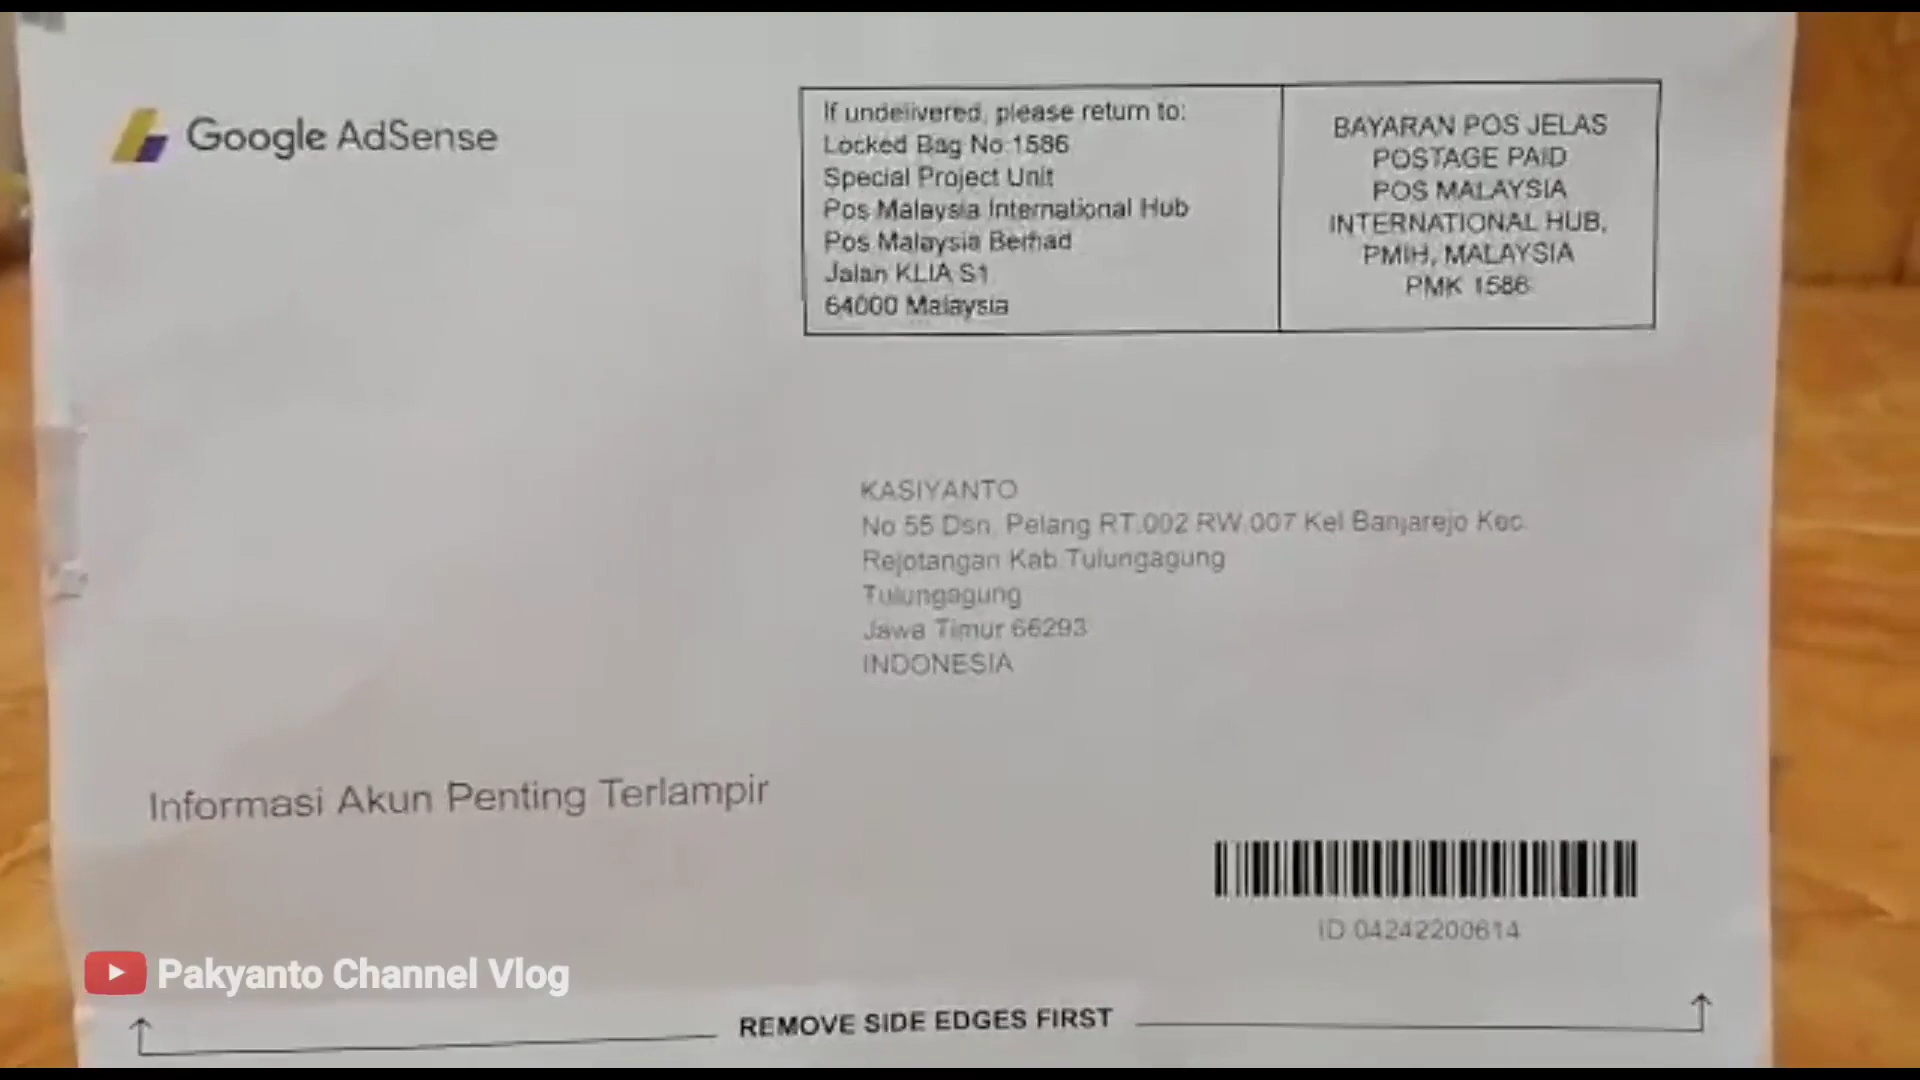 Google AdSense
If undelivered, please return to:
Locked Bag No.1586
Special Project Unit
Pos Malaysia International Hub
Pos Malaysia Berhad
Jalan KLIA S1
64000 Malaysia
BAYARAN POS JELAS
POSTAGE PAID
POS MALAYSIA
INTERNATIONAL HUB,
PMIH, MALAYSIA
PMK 1586
KASIYANTO
No 55 Dsn. Pelang RT.002 RW.007 Kel Banjarejo Kec.
Rejotangan Kab.Tulungagung
Tulungagung
Jawa Timur 66293
INDONESIA
Informasi Akun Penting Terlampir
ID 04242200614
Pakyanto Channel Vlog
REMOVE SIDE EDGES FIRST